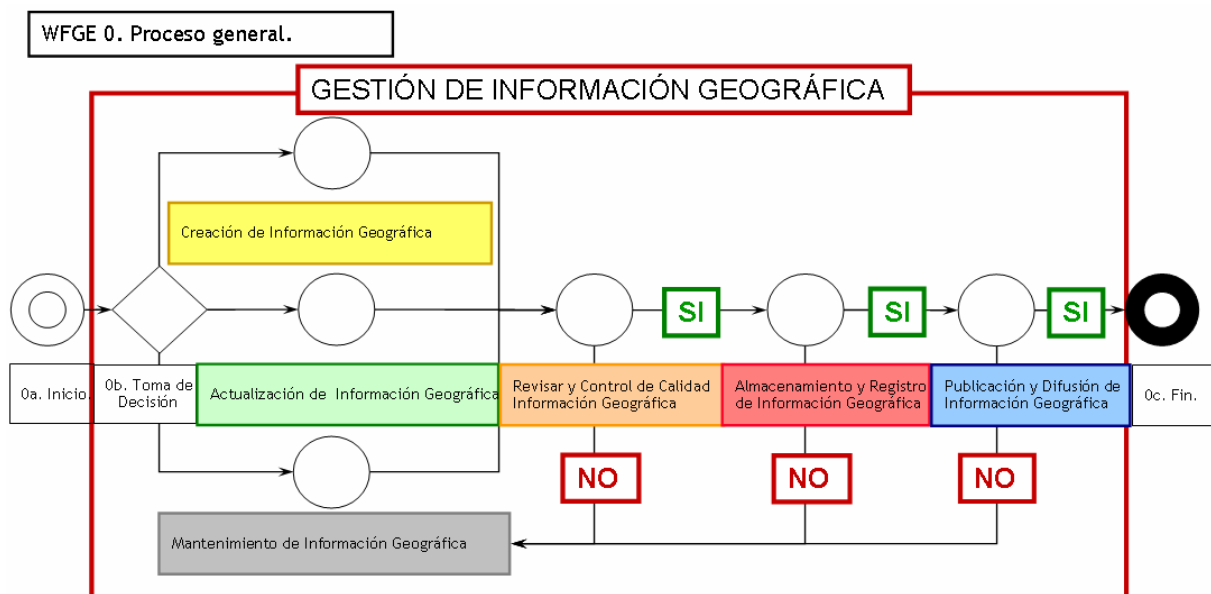 WFGE 0. Proceso general.
GESTIÓN DE INFORMACIÓN GEOGRÁFICA
Creación de Información Geográfica
SI
SI
SI
0a. Inicio.
0b. Toma de
Decisión
Actualización de Información Geográfica
Revisar y Control de Calidad
Información Geográfica
Almacenamiento y Registro
de Información Geográfica
Publicación y Difusión de
Información Geográfica
0c. Fin.
NO
NO
NO
Mantenimiento de Información Geográfica